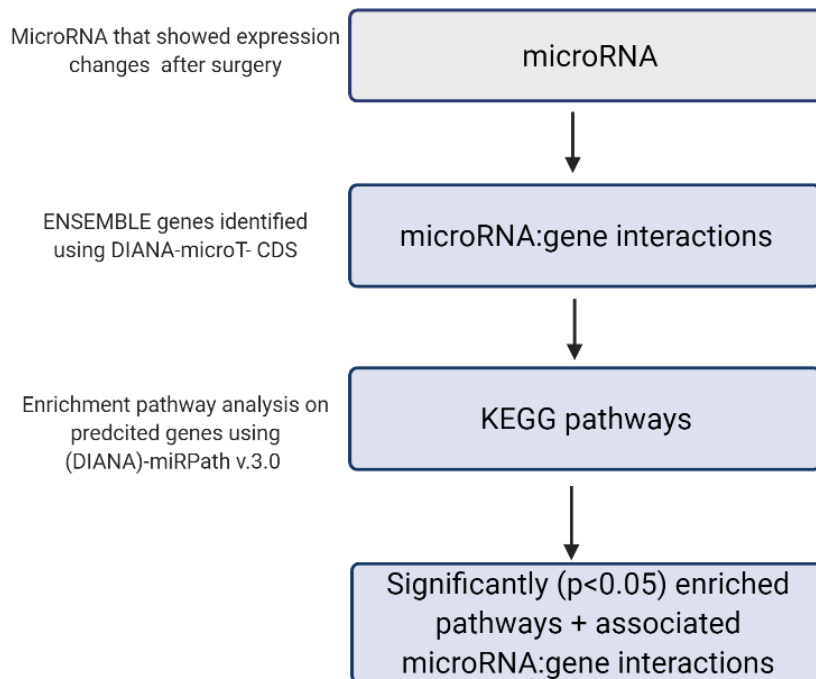 MicroRNA that showed expression
changes after surgery
microRNA
ENSEMBLE genes identified
using DIANA-microT- CDS
microRNA:gene interactions
Enrichment pathway analysis on
predcited genes using
(DIANA)-miRPath v.3.0
KEGG pathways
Significantly (p<0.05) enriched
pathways + associated
microRNA:gene interactions